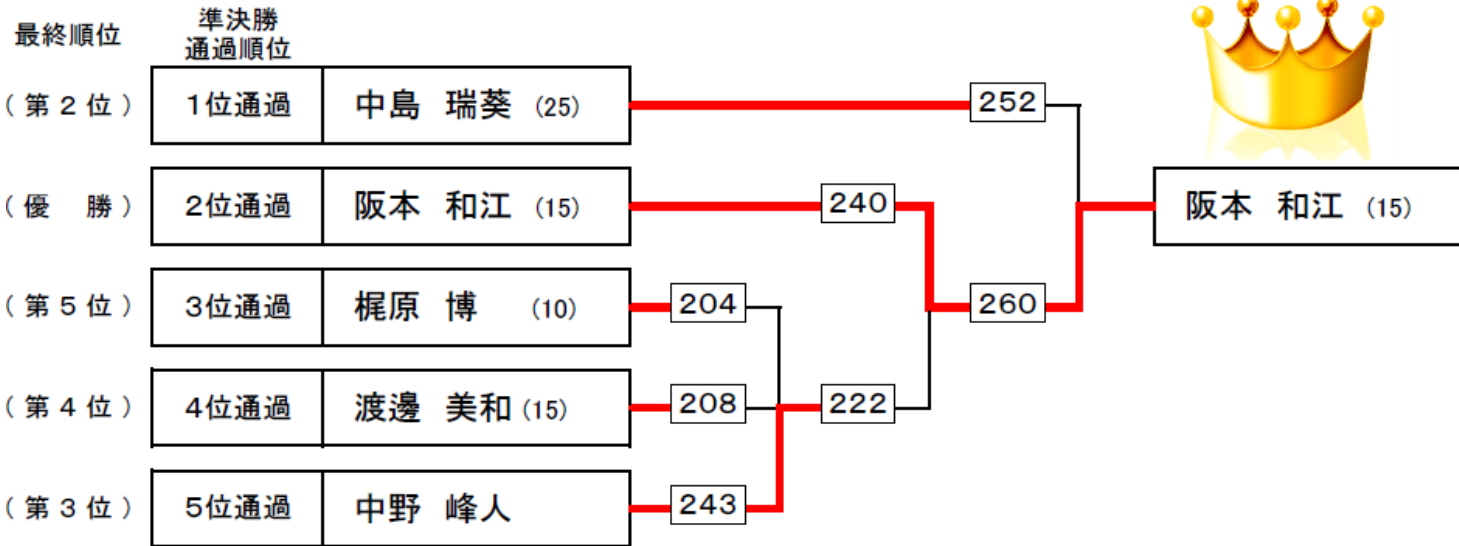 最終順位 準決勝
通過順位
(第2位) 1位通過 中島 瑞葵 (25) 252
(優 勝) 2位通過 阪本 和江 (15) 240 阪本 和江 (15)
(第5位) 3位通過 梶原 博 (10) 204 260
(第4位) 4位通過 渡邊 美和 (15) 208 222
(第3位) 5位通過 中野 峰人 243